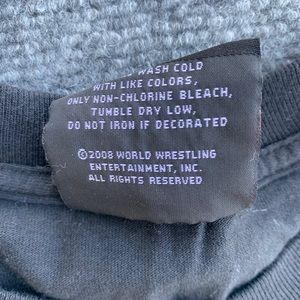 WASH COLD
WITH LIKE COLORS,
ONLY NON-CHLORINE BLEACH,
TUMBLE DRY LOW,
DO NOT IRON IF DECORATED
©2008 WORLD WRESTLING
ENTERTAINMENT, INC.
ALL RIGHTS RESERVED